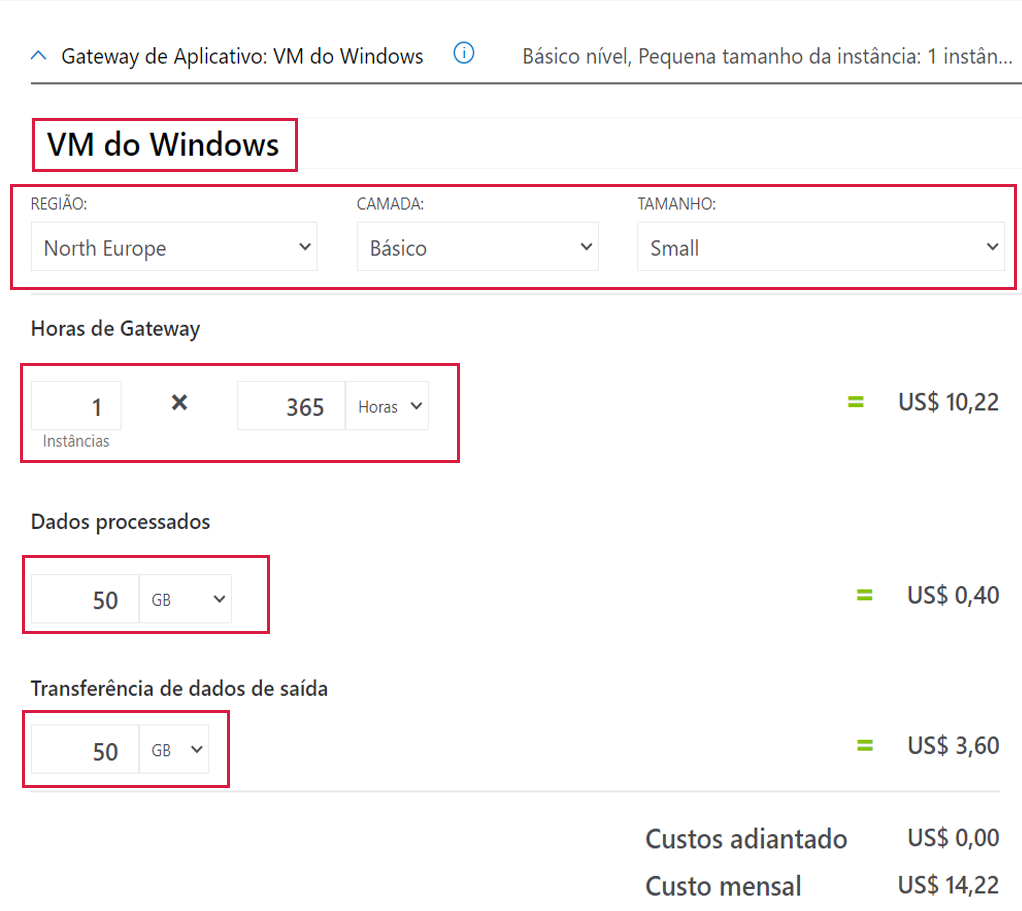 Gateway de Aplicativo: VM do Windows Básico nível, Pequena tamanho da instância: 1 instân...
VM do Windows
REGIÃO: CAMADA: TAMANHO:
North Europe Básico Small
Horas de Gateway
1 × 365 Horas = US$ 10,22
Instâncias
Dados processados
50 GB = US$ 0,40
Transferência de dados de saída
50 GB = US$ 3,60
Custos adiantado US$ 0,00
Custo mensal US$ 14,22